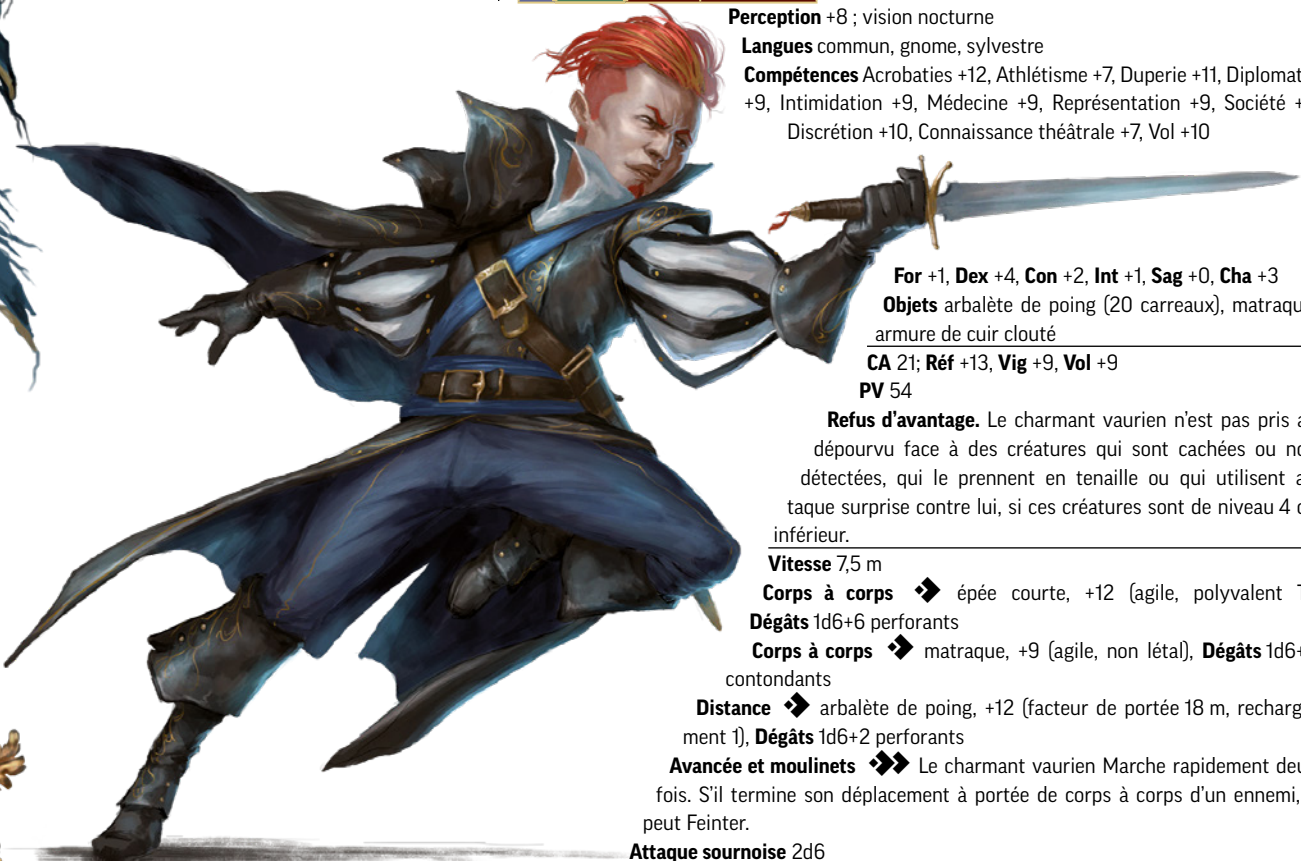 Perception +8 ; vision nocturne
Langues commun, gnome, sylvestre
Compétences Acrobaties +12, Athlétisme +7, Duperie +11, Diplomat
+9, Intimidation +9, Médecine +9, Représentation +9, Société +
Discrétion +10, Connaissance théâtrale +7, Vol +10
For +1, Dex +4, Con +2, Int +1, Sag +0, Cha +3
Objets arbalète de poing (20 carreaux), matraqu
armure de cuir clouté
CA 21; Réf +13, Vig +9, Vol +9
PV 54
Refus d'avantage. Le charmant vaurien n'est pas pris a
dépourvu face à des créatures qui sont cachées ou no
détectées, qui le prennent en tenaille ou qui utilisent a
taque surprise contre lui, si ces créatures sont de niveau 4 o
inférieur.
Vitesse 7,5 m
Corps à corps épée courte, +12 (agile, polyvalent T
Dégâts 1d6+6 perforants
Corps à corps matraque, +9 (agile, non létal), Dégâts 1d6+
contondants
Distance arbalète de poing, +12 (facteur de portée 18 m, recharg
ment 1), Dégâts 1d6+2 perforants
Avancée et moulinets Le charmant vaurien Marche rapidement deu
fois. S'il termine son déplacement à portée de corps à corps d'un ennemi,
peut Feinter.
Attaque sournoise 2d6